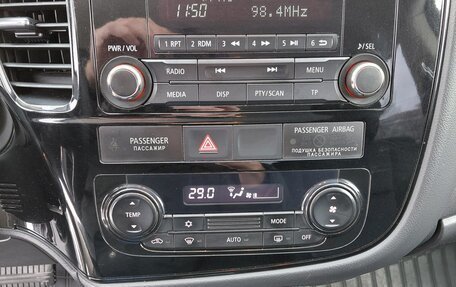 11:50 98.4MHz
PWR / VOL 1 RPT 2 RDM 3 ◀◀ 4 ▶▶ 5 ▶II 6 ♪/SEL
RADIO |◀◀ ▶▶| MENU
MEDIA DISP PTY/SCAN TP
PASSENGER PASSENGER AIRBAG
ПАССАЖИР ПОДУШКА БЕЗОПАСНОСТИ
ПАССАЖИРА
29.0
TEMP MODE
AUTO OFF